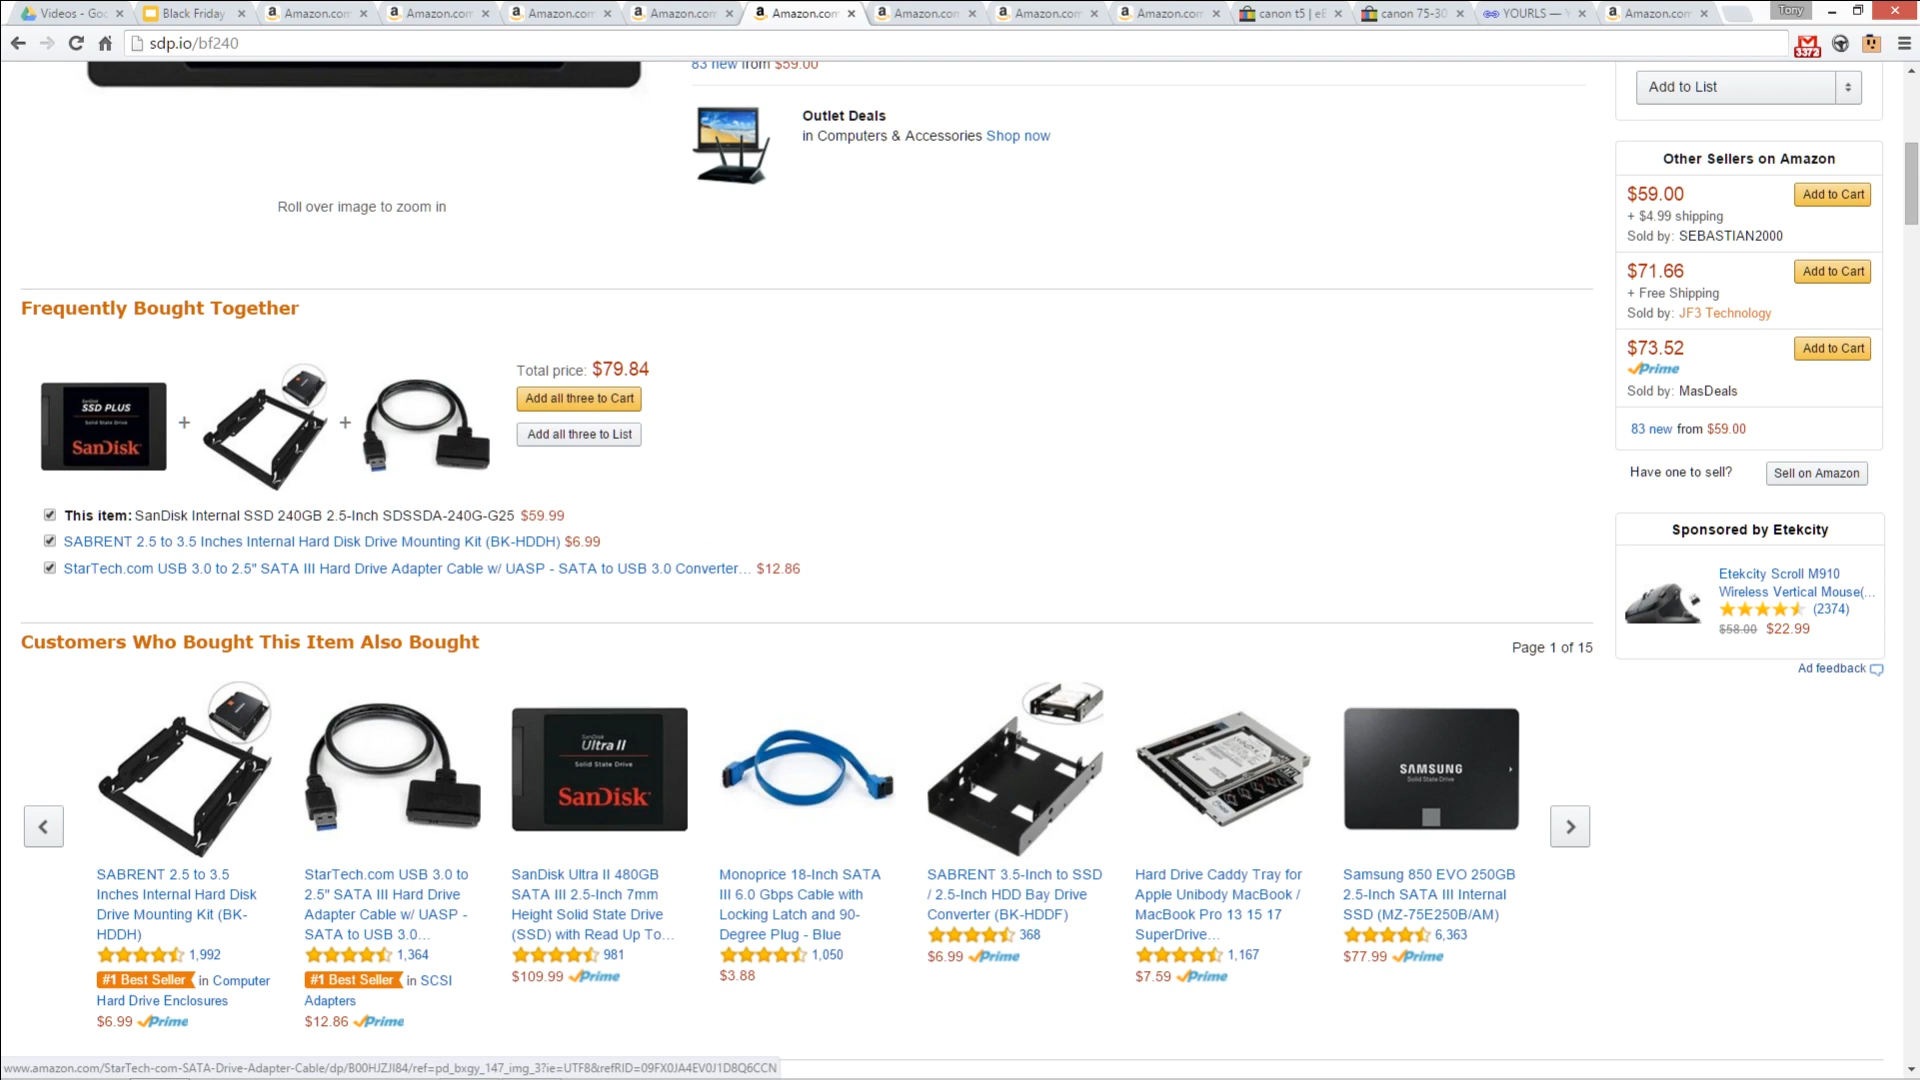 Videos - Goo
Black Friday
Amazon.com
Amazon.com
Amazon.com
Amazon.com
Amazon.com
Amazon.com
Amazon.com
Amazon.com
canon t5 | eB
canon 75-30
YOURLS —
Amazon.com
Tony
sdp.io/bf240
3372
83 new from $59.00
Add to List
Outlet Deals
in Computers & Accessories Shop now
Roll over image to zoom in
Other Sellers on Amazon
$59.00
Add to Cart
+ $4.99 shipping
Sold by: SEBASTIAN2000
$71.66
Add to Cart
+ Free Shipping
Sold by: JF3 Technology
$73.52
Add to Cart
Prime
Sold by: MasDeals
83 new from $59.00
Have one to sell?
Sell on Amazon
Frequently Bought Together
SanDisk
SSD PLUS
Solid State Drive
SanDisk
+
+
Total price: $79.84
Add all three to Cart
Add all three to List
This item: SanDisk Internal SSD 240GB 2.5-Inch SDSSDA-240G-G25 $59.99
SABRENT 2.5 to 3.5 Inches Internal Hard Disk Drive Mounting Kit (BK-HDDH) $6.99
StarTech.com USB 3.0 to 2.5" SATA III Hard Drive Adapter Cable w/ UASP - SATA to USB 3.0 Converter… $12.86
Sponsored by Etekcity
Etekcity Scroll M910
Wireless Vertical Mouse(...
(2374)
$58.00 $22.99
Ad feedback
Customers Who Bought This Item Also Bought
Page 1 of 15
SABRENT 2.5 to 3.5
Inches Internal Hard Disk
Drive Mounting Kit (BK-
HDDH)
1,992
#1 Best Seller in Computer
Hard Drive Enclosures
$6.99 Prime
StarTech.com USB 3.0 to
2.5" SATA III Hard Drive
Adapter Cable w/ UASP -
SATA to USB 3.0…
1,364
#1 Best Seller in SCSI
Adapters
$12.86 Prime
SanDisk
Ultra II
Solid State Drive
SanDisk
SanDisk Ultra II 480GB
SATA III 2.5-Inch 7mm
Height Solid State Drive
(SSD) with Read Up To…
981
$109.99 Prime
Monoprice 18-Inch SATA
III 6.0 Gbps Cable with
Locking Latch and 90-
Degree Plug - Blue
1,050
$3.88
SABRENT 3.5-Inch to SSD
/ 2.5-Inch HDD Bay Drive
Converter (BK-HDDF)
368
$6.99 Prime
Hard Drive Caddy Tray for
Apple Unibody MacBook /
MacBook Pro 13 15 17
SuperDrive…
1,167
$7.59 Prime
SAMSUNG
Solid State Drive
Samsung 850 EVO 250GB
2.5-Inch SATA III Internal
SSD (MZ-75E250B/AM)
6,363
$77.99 Prime
www.amazon.com/StarTech-com-SATA-Drive-Adapter-Cable/dp/B00HJZJI84/ref=pd_bxgy_147_img_3?ie=UTF8&refRID=09FX0JA4EV0J1D8Q6CCN